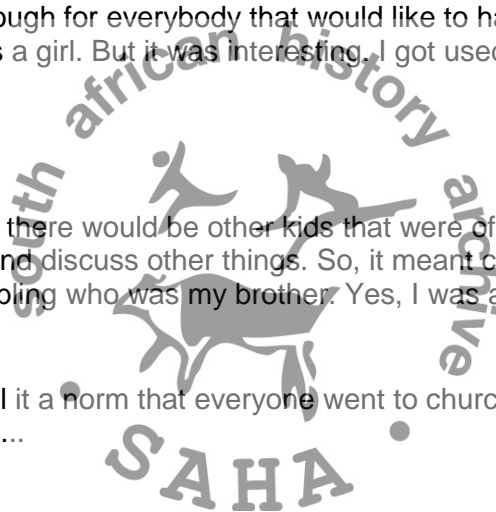 ugh for everybody that would like to ha
a girl. But it was interesting. I got used
south african history archive
there would be other kids that were of
nd discuss other things. So, it meant c
bling who was my brother. Yes, I was a
it a norm that everyone went to churc
...
SAHA